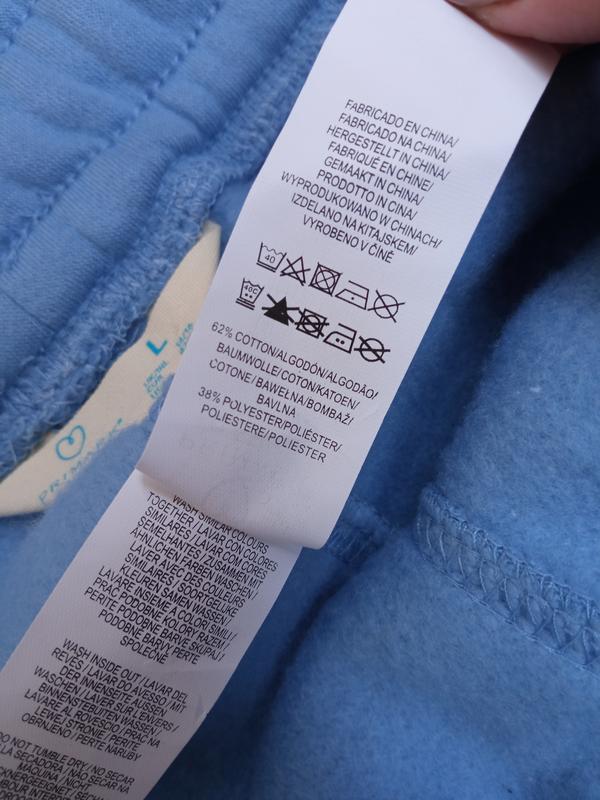 FABRICADO EN CHINA/
FABRICADO NA CHINA/
HERGESTELLT IN CHINA/
FABRIQUÉ EN CHINE/
GEMAAKT IN CHINA/
PRODOTTO IN CINA/
WYPRODUKOWANO W CHINACH/
IZDELANO NA KITAJSKEM/
VYROBENO V ČÍNĚ
40
40C
62% COTTON/ALGODÓN/ALGODÃO/
BAUMWOLLE/COTON/KATOEN/
COTONE/BAWEŁNA/BOMBAŽ/
BAVLNA
38% POLYESTER/POLIÉSTER/
POLIESTERE/POLIESTER
L
PRIMARK
WASH SIMILAR COLOURS
TOGETHER/ LAVAR CON COLORES
SIMILARES / LAVAR COM CORES
SEMELHANTES /ZUSAMMEN MIT
ÄHNLICHEN FARBEN WASCHEN /
LAVER AVEC DES COULEURS
SIMILAIRES / SOORTGELIJKE
KLEUREN SAMEN WASSEN /
LAVARE INSIEME A COLORI SIMILI /
PRAĆ PODOBNE KOLORY RAZEM /
PERITE PODOBNE BARVE SKUPAJ /
PODOBNÉ BARVY PERTE
SPOLEČNĚ
WASH INSIDE OUT / LAVAR DEL
REVÉS / LAVAR DO AVESSO / MIT
DER INNENSEITE AUSSEN
WASCHEN / LAVER SUR L'ENVERS /
BINNENSTEBUITEN WASSEN /
LAVARE AL ROVESCIO / PRAĆ NA
LEWEJ STRONIE / PERITE
OBRNJENO / PERTE NARUBY
DO NOT TUMBLE DRY / NO SECAR
LA SECADORA / NÃO SECAR NA
MÁQUINA / NICHT